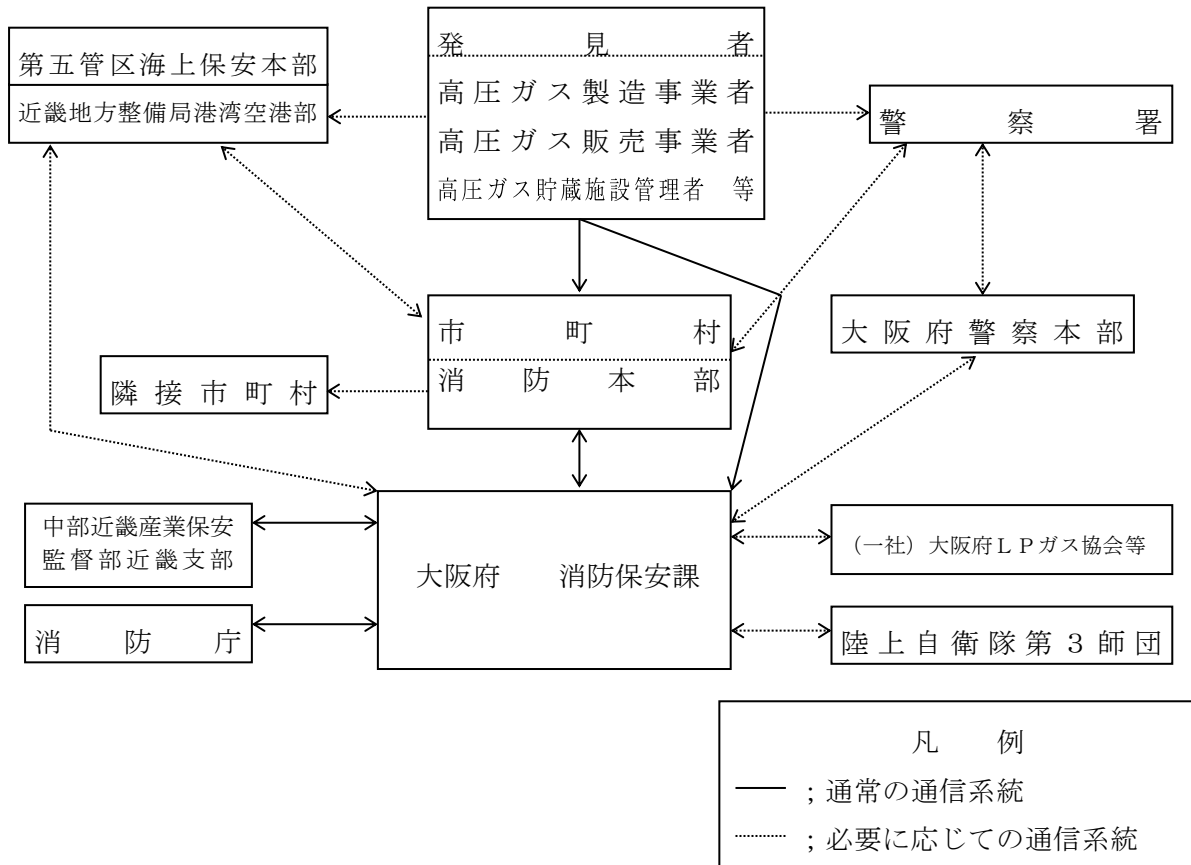 第五管区海上保安本部
近畿地方整備局港湾空港部
発見者
高圧ガス製造事業者
高圧ガス販売事業者
高圧ガス貯蔵施設管理者 等
警察署
市町村
消防本部
大阪府警察本部
隣接市町村
中部近畿産業保安
監督部近畿支部
大阪府 消防保安課
(一社)大阪府LPガス協会等
消防庁
陸上自衛隊第3師団
凡例
;通常の通信系統
;必要に応じての通信系統